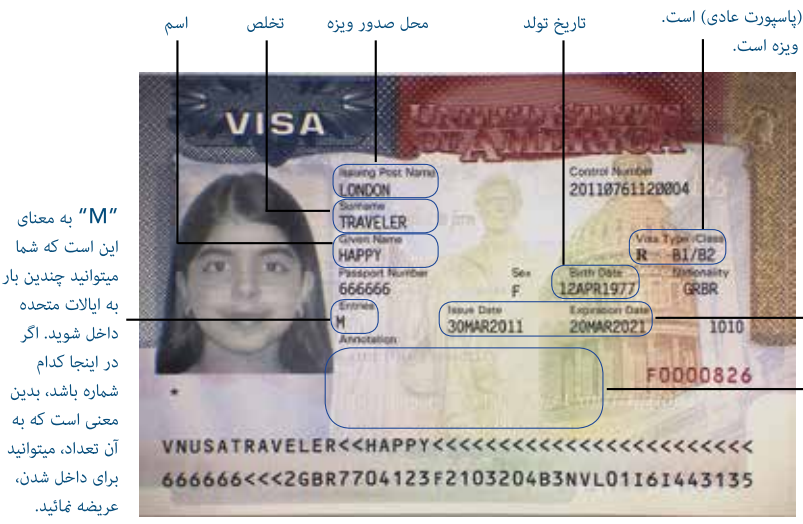 (پاسپورت عادی) است.
ویزه است.
تاریخ تولد
محل صدور ویزه
تخلص
اسم
VISA
UNITED STATES
OF AMERICA
Issuing Post Name
LONDON
Control Number
20110761120004
Surname
TRAVELER
Given Name
HAPPY
Visa Type /Class
R B1/B2
Passport Number
666666
Sex
F
Birth Date
12APR1977
Nationality
GRBR
Entries
M
Issue Date
30MAR2011
Expiration Date
20MAR2021
1010
Annotation
F0000826
*
VNUSATRAVELER<<HAPPY<<<<<<<<<<<<<<<<<<<<<<<<
666666<<<2GBR7704123F2103204B3NVL01I6I443135
"M" به معنای
این است که شما
میتوانید چندین بار
به ایالات متحده
داخل شوید. اگر
در اینجا کدام
شماره باشد، بدین
معنی است که به
آن تعداد، میتوانید
برای داخل شدن،
عریضه نمائید.